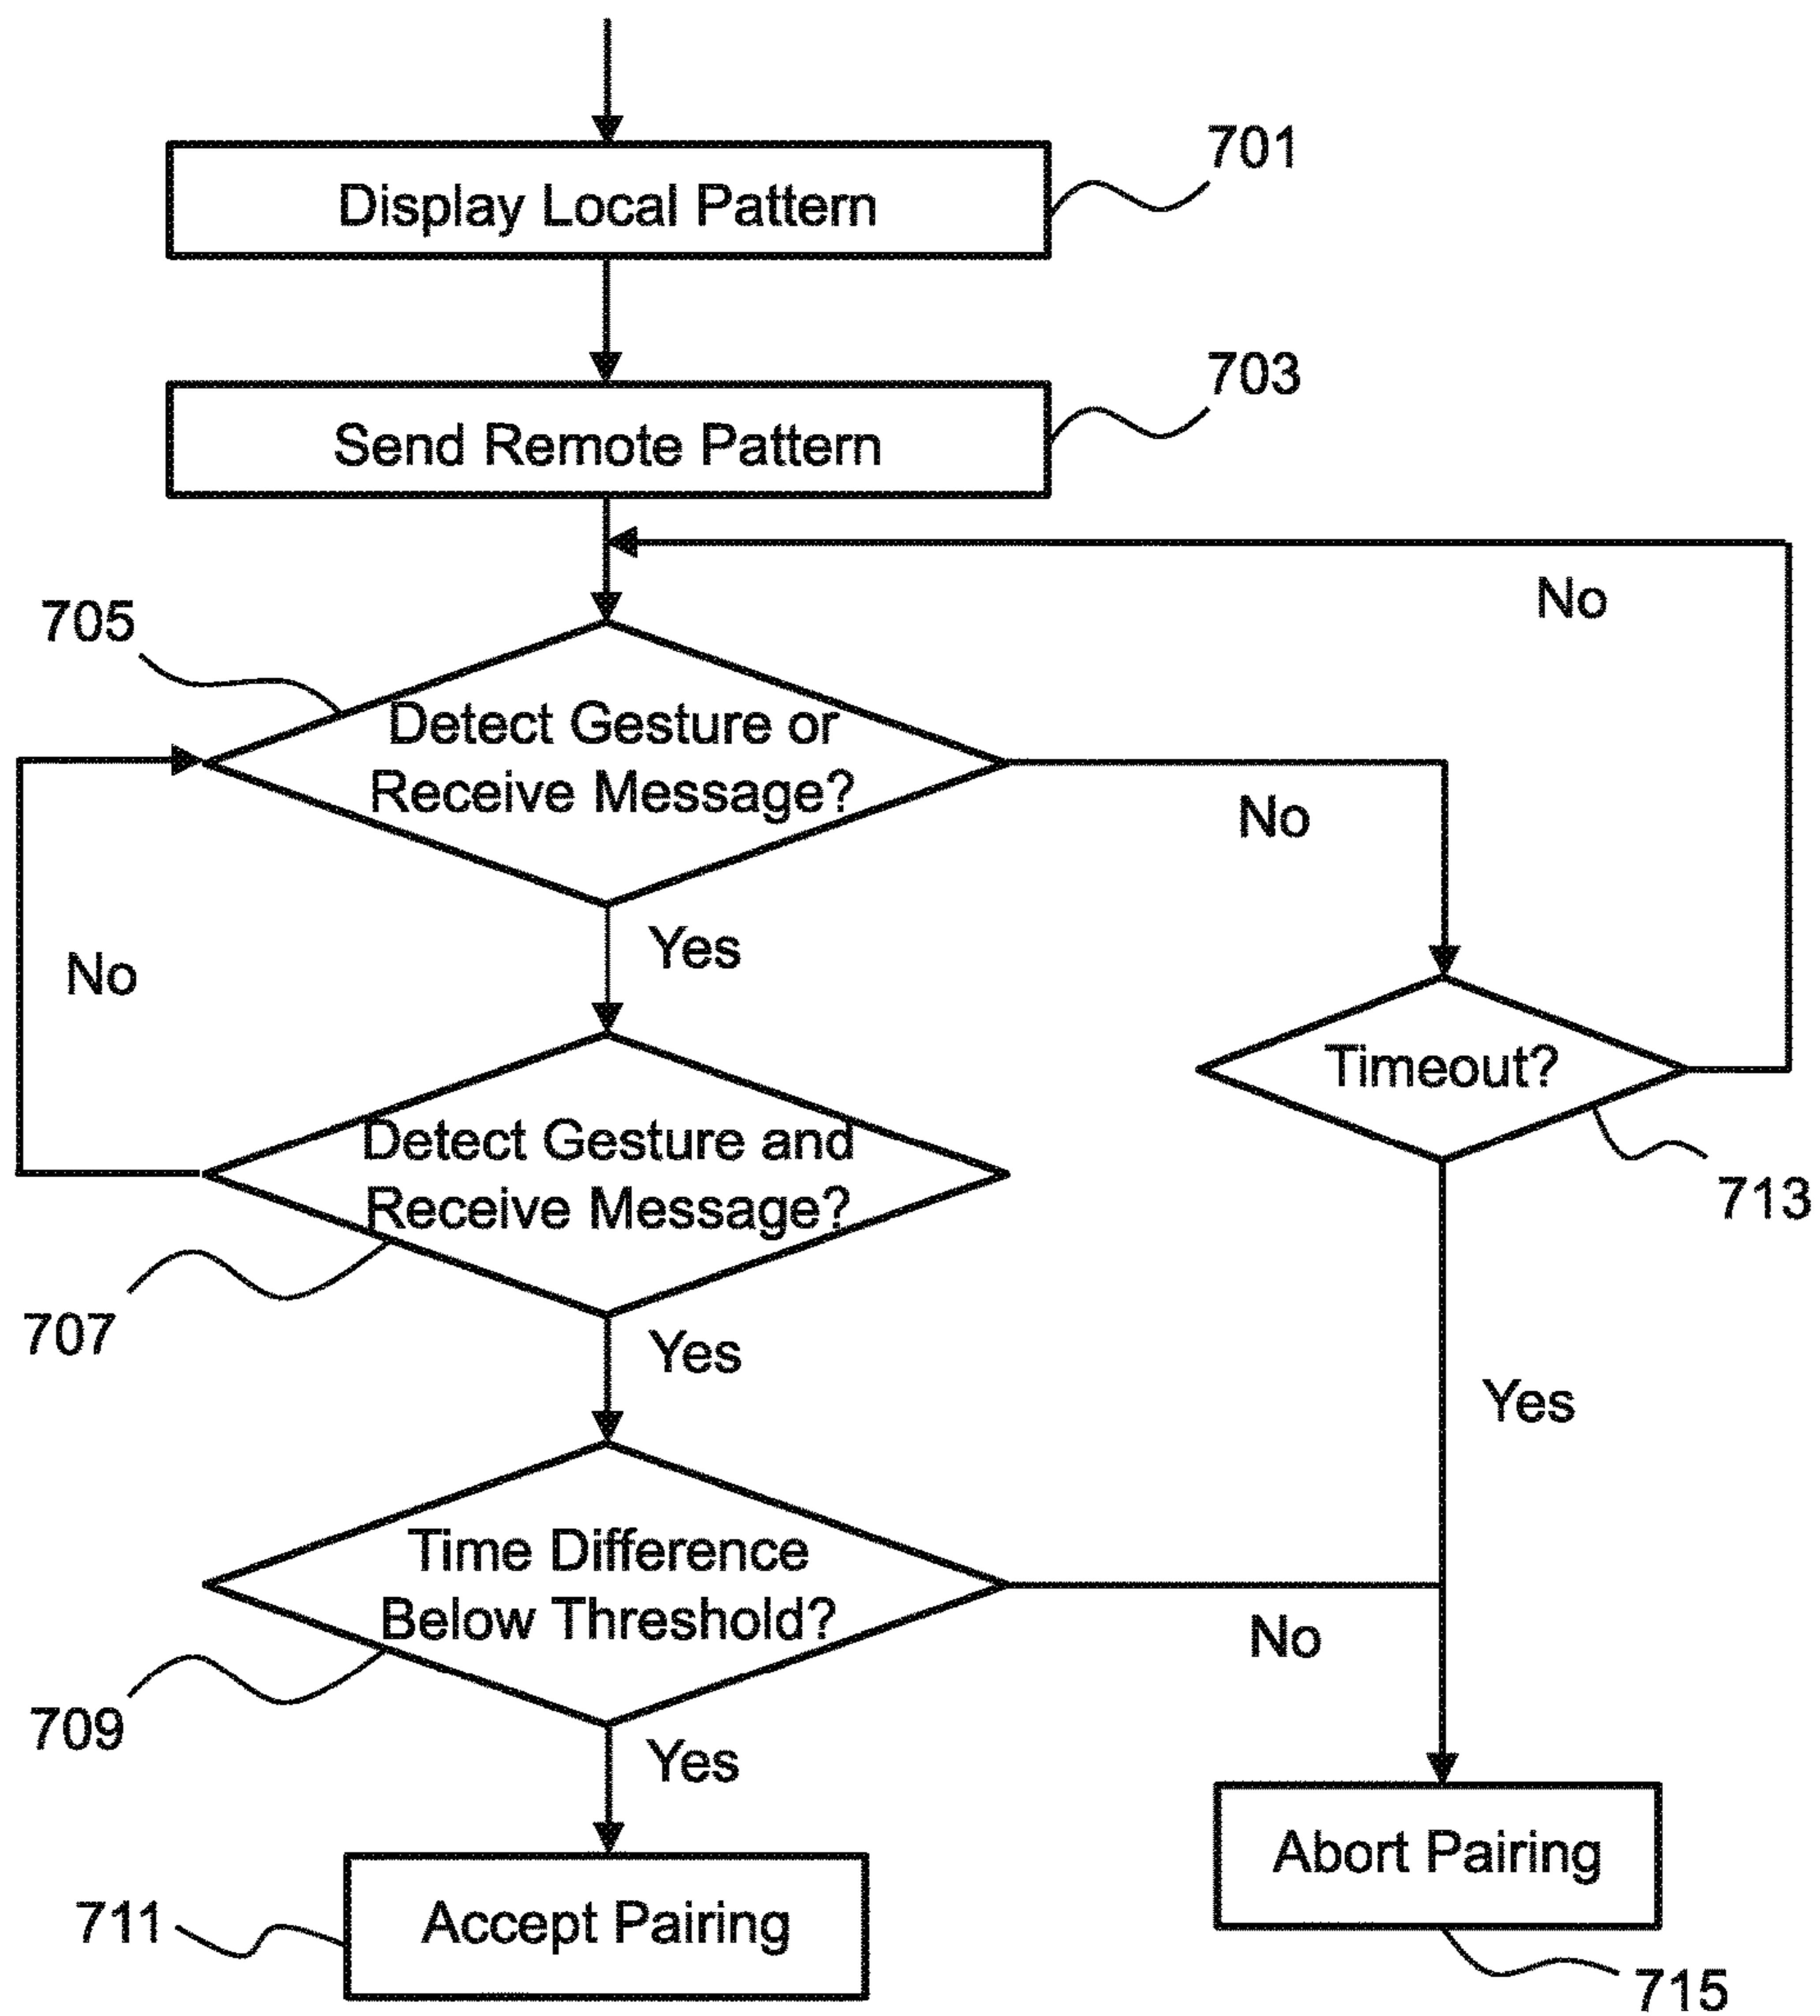 701
Display Local Pattern
703
Send Remote Pattern
No
705
Detect Gesture or
Receive Message?
No
Yes
No
Timeout?
Detect Gesture and
Receive Message?
713
707
Yes
Yes
Time Difference
Below Threshold?
No
709
Yes
Abort Pairing
711
Accept Pairing
715